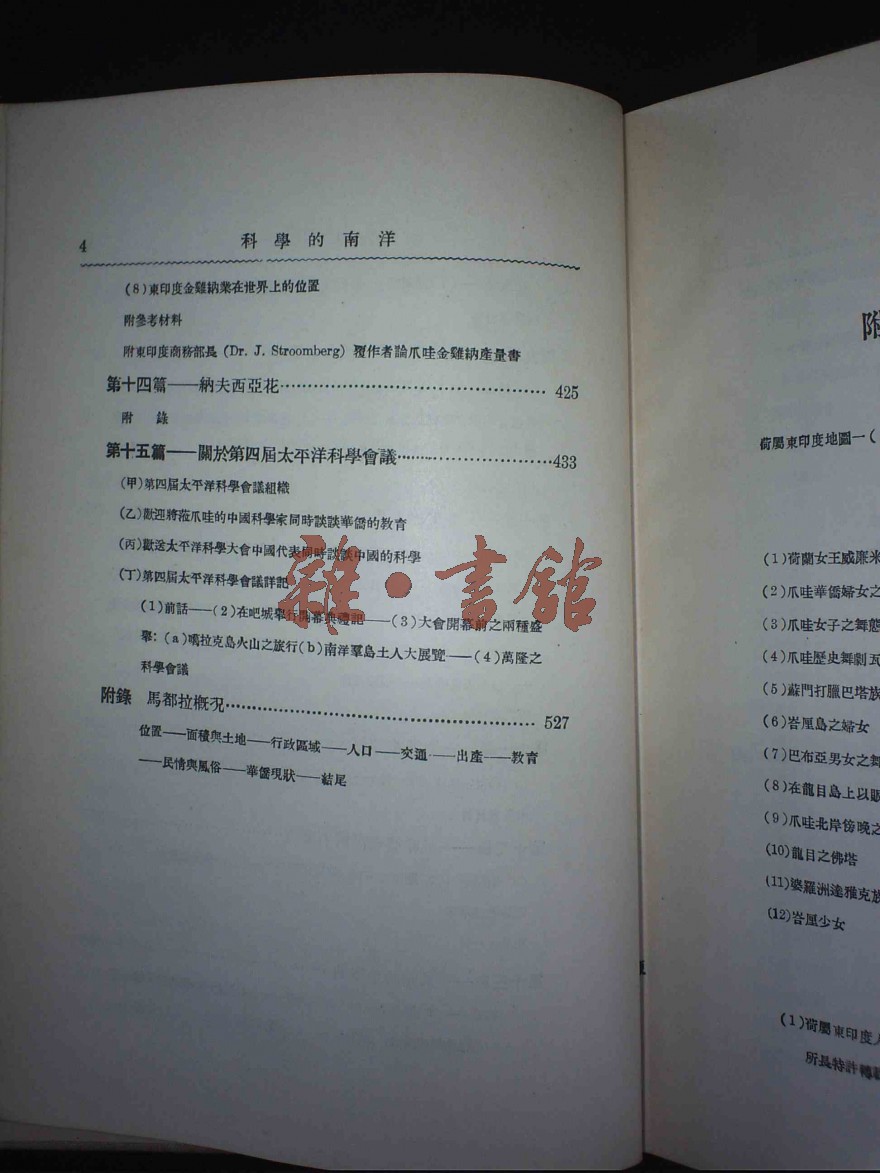 4
科學的南洋
(8)東印度金雞納業在世界上的位置
附參考材料
附東印度商務部長 (Dr. J. Stroomberg) 覆作者論爪哇金雞納產量書
第十四篇——納夫西亞花……………………………………425
附錄
第十五篇——關於第四屆太平洋科學會議……………………433
(甲)第四屆太平洋科學會議組織
(乙)歡迎將蒞爪哇的中國科學家同時談談華僑的教育
(丙)歡送太平洋科學大會中國代表同時談談中國的科學
(丁)第四屆太平洋科學會議詳記
(1)前話——(2)在吧城舉行開幕典禮記——(3)大會開幕前之兩種盛
舉:(a)鳴拉克島火山之旅行(b)南洋羣島土人大展覽——(4)萬隆之
科學會議
附錄 馬都拉概況……………………………………………527
位置——面積與土地——行政區域——人口——交通——出產——教育
——民情與風俗——華僑現狀——結尾
雜·書館
附
荷屬東印度地圖一(
(1)荷蘭女王威廉米
(2)爪哇華僑婦女之
(3)爪哇女子之舞態
(4)爪哇歷史舞劇瓦
(5)蘇門打臘巴塔族
(6)峇厘島之婦女
(7)巴布亞男女之舞
(8)在龍目島上以販
(9)爪哇北岸傍晚之
(10)龍目之佛塔
(11)婆羅洲達雅克族
(12)峇厘少女
(1)荷屬東印度人
所長特許轉載